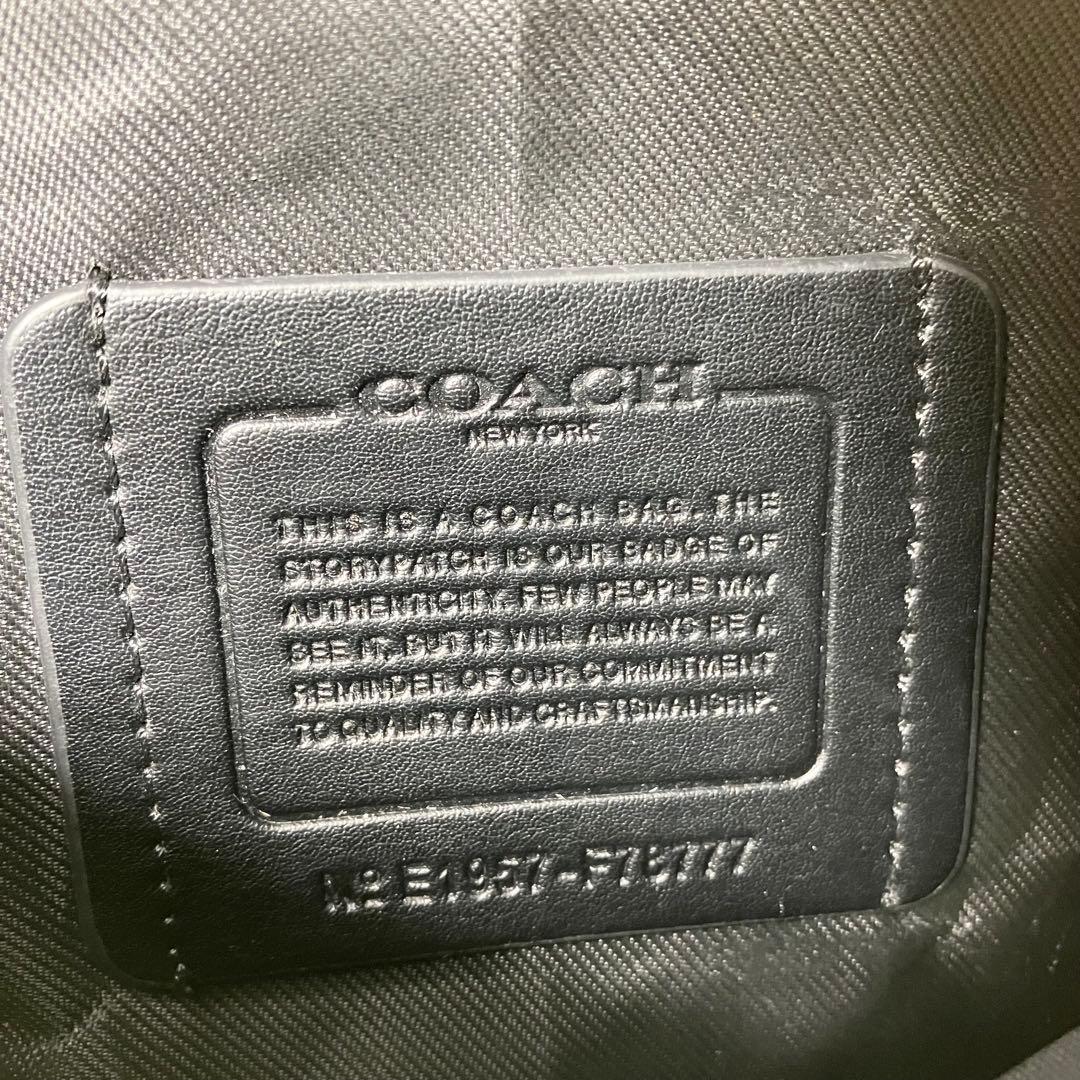 COACH
NEW YORK
THIS IS A COACH BAG. THE
STORYPATCH IS OUR BADGE OF
AUTHENTICITY. FEW PEOPLE MAY
SEE IT, BUT IT WILL ALWAYS BE A
REMINDER OF OUR COMMITMENT
TO QUALITY AND CRAFTSMANSHIP.
Nº E1957-F78777